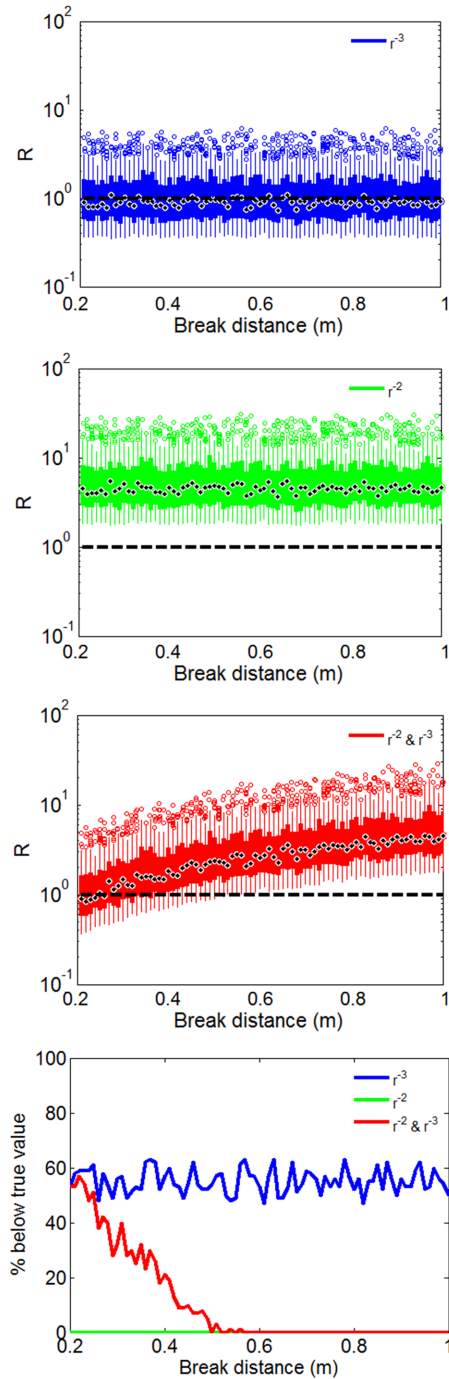 10²
r⁻³
10¹
R
10⁰
10⁻¹
0.2 0.4 0.6 0.8 1
Break distance (m)
10²
r⁻²
10¹
R
10⁰
10⁻¹
0.2 0.4 0.6 0.8 1
Break distance (m)
10²
r⁻² & r⁻³
10¹
R
10⁰
10⁻¹
0.2 0.4 0.6 0.8 1
Break distance (m)
100
r⁻³
80
r⁻²
r⁻² & r⁻³
60
% below true value
40
20
0
0.2 0.4 0.6 0.8 1
Break distance (m)